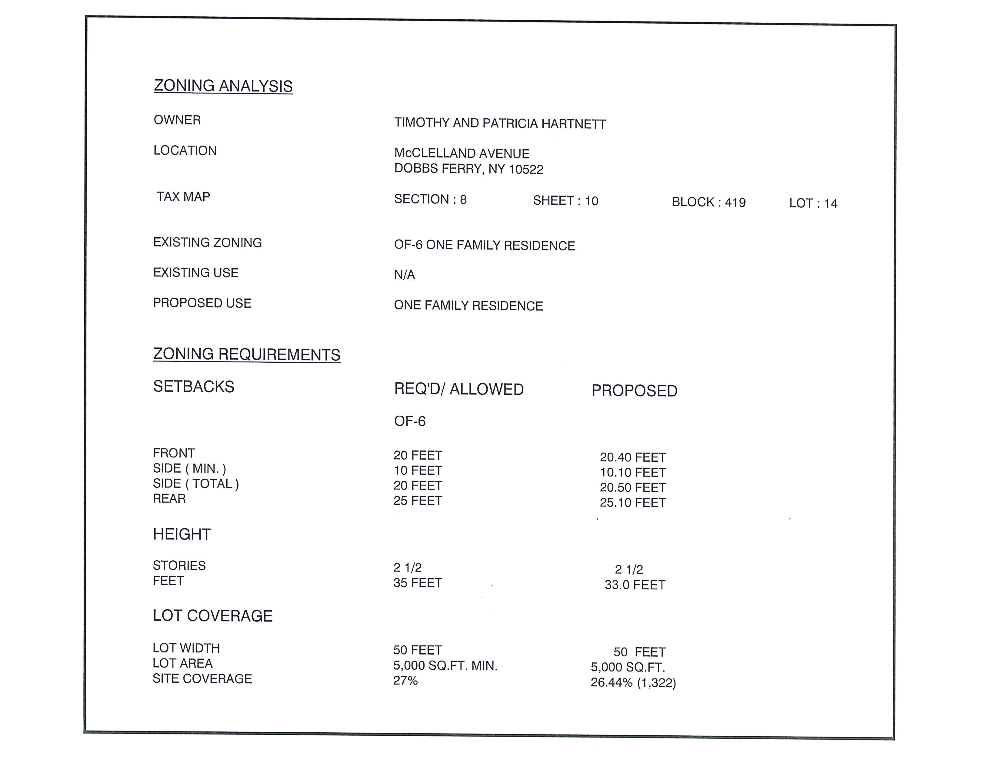 ZONING ANALYSIS
OWNER TIMOTHY AND PATRICIA HARTNETT
LOCATION McCLELLAND AVENUE
DOBBS FERRY, NY 10522
TAX MAP SECTION : 8 SHEET : 10 BLOCK : 419 LOT : 14
EXISTING ZONING OF-6 ONE FAMILY RESIDENCE
EXISTING USE N/A
PROPOSED USE ONE FAMILY RESIDENCE
ZONING REQUIREMENTS
SETBACKS REQ'D/ ALLOWED PROPOSED
OF-6
FRONT 20 FEET 20.40 FEET
SIDE ( MIN. ) 10 FEET 10.10 FEET
SIDE ( TOTAL ) 20 FEET 20.50 FEET
REAR 25 FEET 25.10 FEET
HEIGHT
STORIES 2 1/2 2 1/2
FEET 35 FEET 33.0 FEET
LOT COVERAGE
LOT WIDTH 50 FEET 50 FEET
LOT AREA 5,000 SQ.FT. MIN. 5,000 SQ.FT.
SITE COVERAGE 27% 26.44% (1,322)